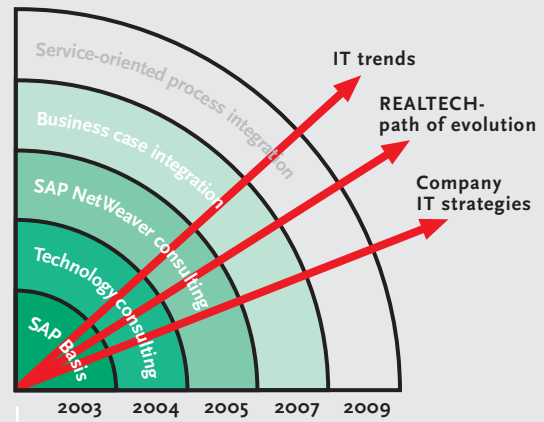 Service-oriented process integration
Business case integration
SAP NetWeaver consulting
Technology consulting
SAP Basis
IT trends
REALTECH-
path of evolution
Company
IT strategies
2003 2004 2005 2007 2009